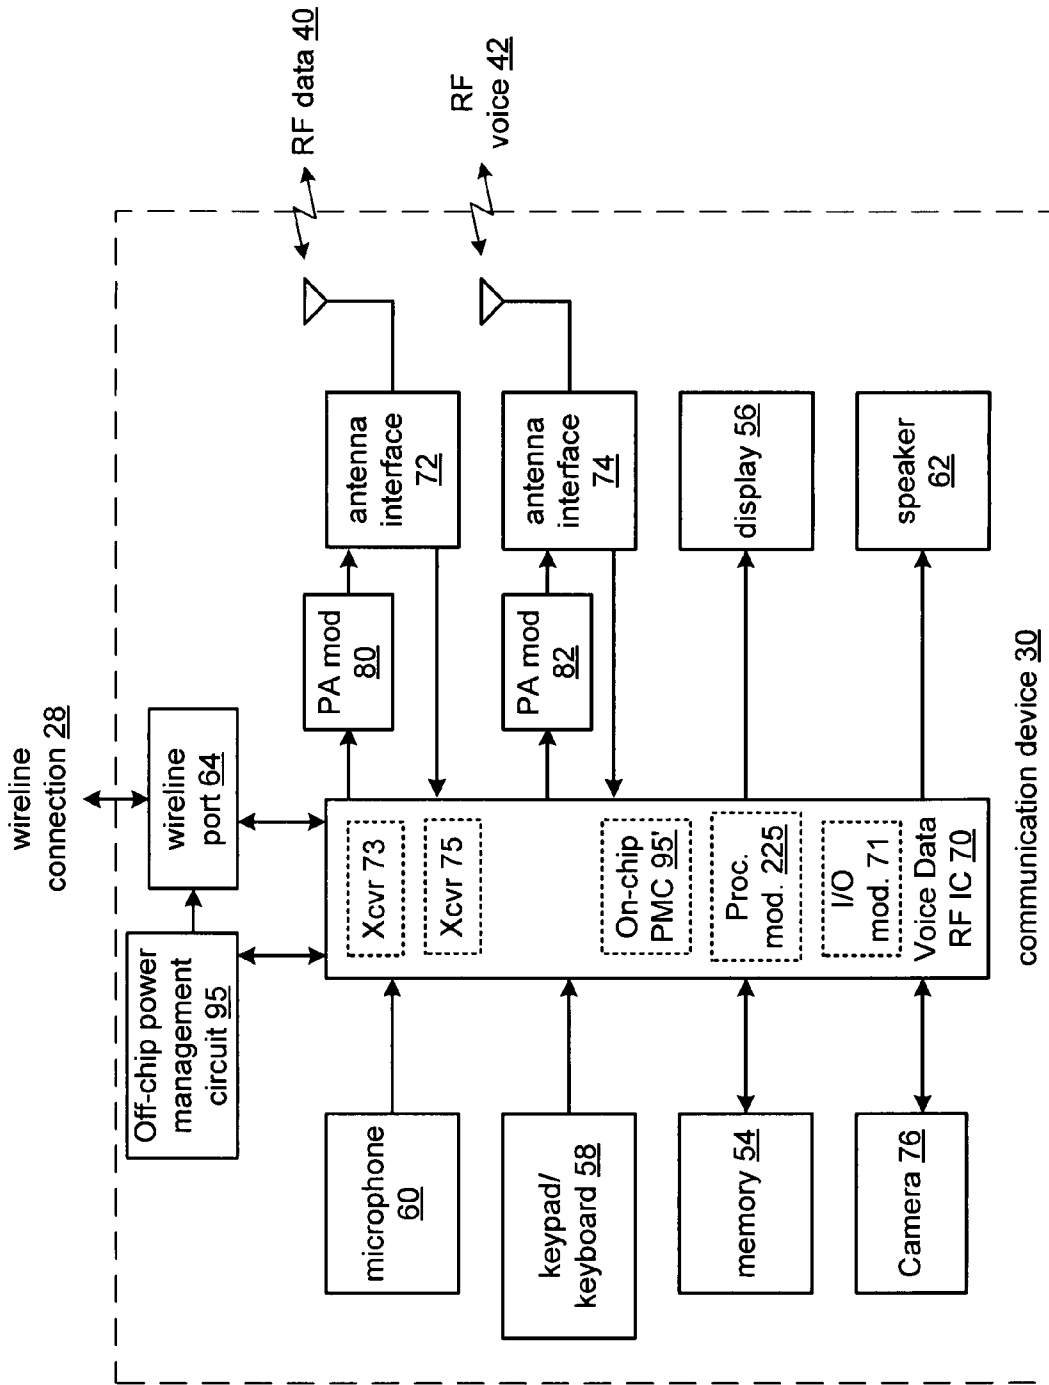 wireline
connection 28
RF data 40
RF
voice 42
Off-chip power
management
circuit 95
wireline
port 64
microphone
60
Xcvr 73
Xcvr 75
PA mod
80
antenna
interface
72
keypad/
keyboard 58
On-chip
PMC 95'
PA mod
82
antenna
interface
74
memory 54
Proc.
mod. 225
display 56
Camera 76
I/O
mod. 71
Voice Data
RF IC 70
speaker
62
communication device 30